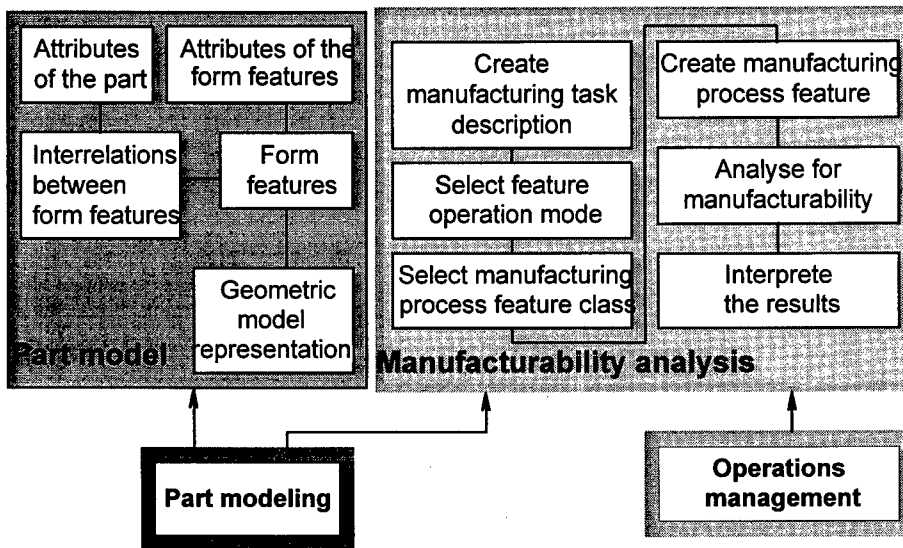 Attributes
of the part
Attributes of the
form features
Interrelations
between
form features
Form
features
Geometric
model
representation
Part model
Create
manufacturing task
description
Select feature
operation mode
Select manufacturing
process feature class
Create manufacturing
process feature
Analyse for
manufacturability
Interprete
the results
Manufacturability analysis
Part modeling
Operations
management